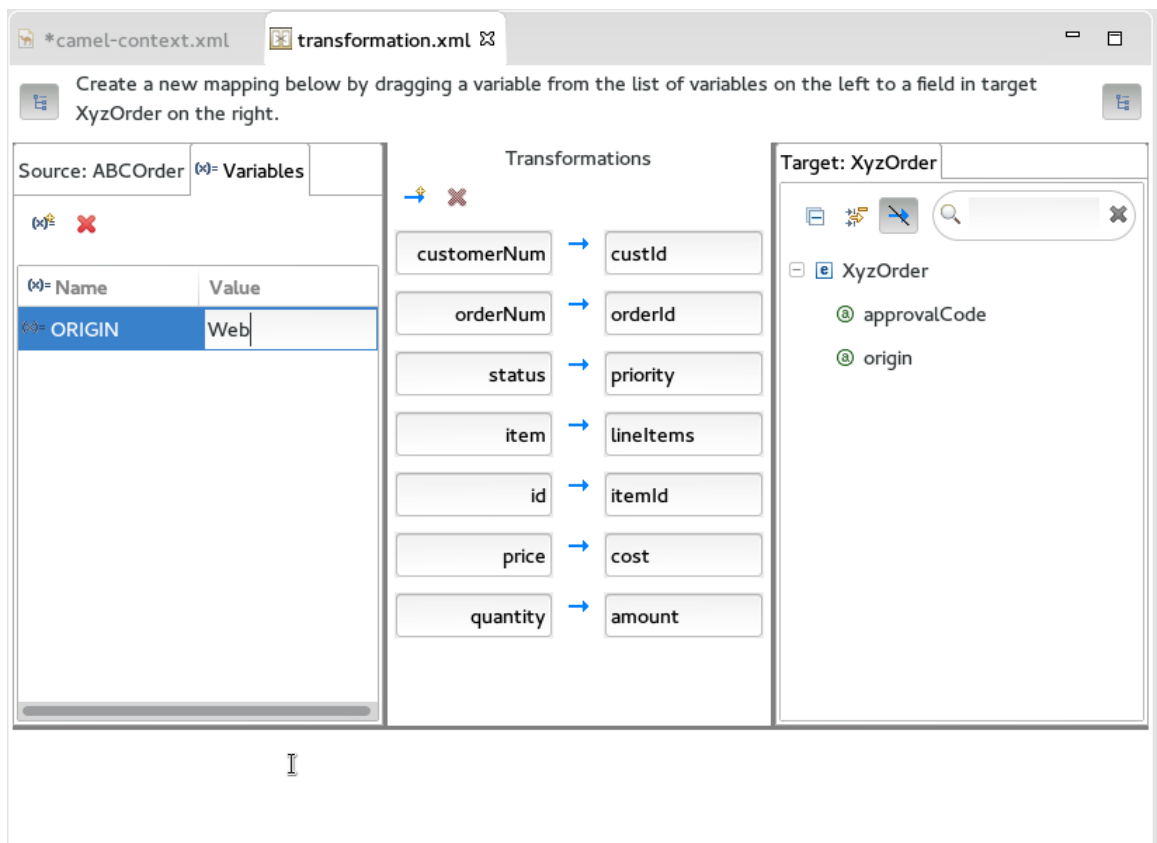 *camel-context.xml
transformation.xml
Create a new mapping below by dragging a variable from the list of variables on the left to a field in target
XyzOrder on the right.
Source: ABCOrder
(x)= Variables
(x)=
(x)= Name Value
(x)= ORIGIN Web
Transformations
customerNum custId
orderNum orderId
status priority
item lineItems
id itemId
price cost
quantity amount
Target: XyzOrder
e XyzOrder
a approvalCode
a origin